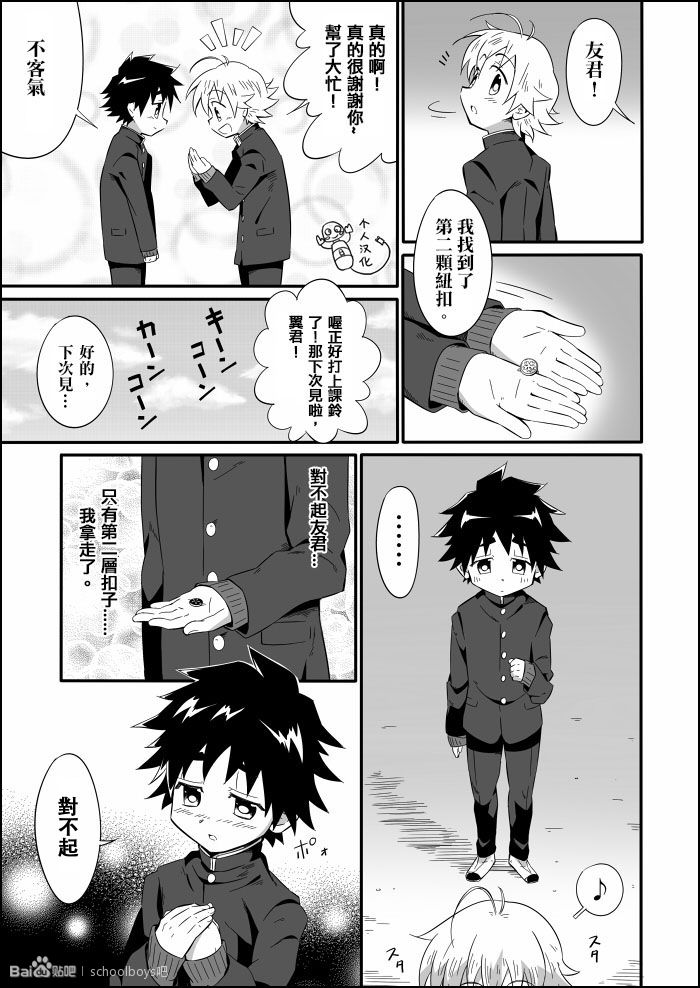 友君！
我找到了
第二顆紐扣。
真的啊！
真的很謝謝你~
幫了大忙！
不客氣
个人汉化
喔正好打上課鈴
了！那下次見啦，
翼君！
キーン
コーン
カーン
コーン
好的，
下次見…
……
♪
スタ
スタ
對不起友君…
只有第二層扣子……
我拿走了。
對不起
ポォ
Bai 贴吧 | schoolboys吧